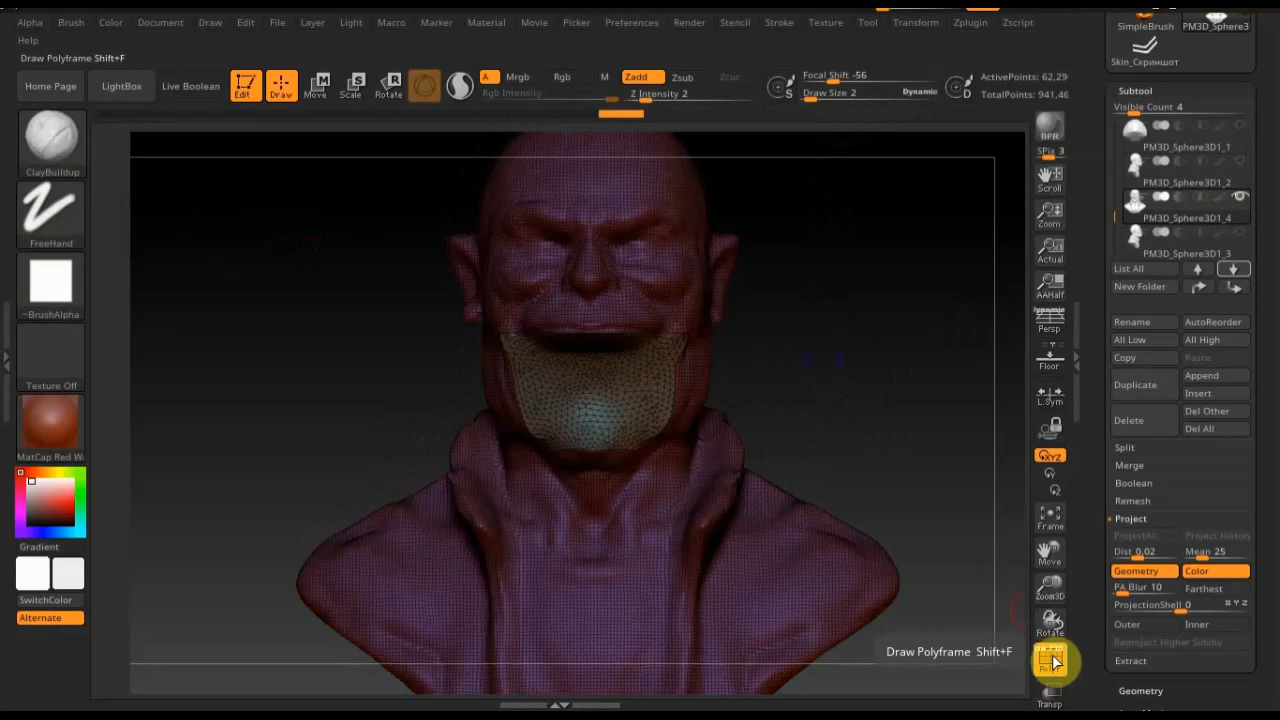 Alpha Brush Color Document Draw Edit File Layer Light Macro Marker Material Movie Picker Preferences Render Stencil Stroke Texture Tool Transform Zplugin Zscript
Help
Draw Polyframe Shift+F
Home Page
LightBox
Live Boolean
Edit
Draw
Move
Scale
Rotate
A
Mrgb
Rgb
M
Zadd
Zsub
Zcut
Rgb Intensity
Z Intensity 2
S
Focal Shift -56
Draw Size 2
Dynamic
D
ActivePoints: 62,29
TotalPoints: 941,46
ClayBuildup
FreeHand
~BrushAlpha
Texture Off
MatCap Red W
Gradient
SwitchColor
Alternate
BPR
SPix 3
Scroll
Zoom
Actual
AAHalf
Dynamic
Persp
Floor
L.Sym
XYZ
Y
Z
Frame
Move
Zoom3D
Rotate
PolyF
Transp
Draw Polyframe Shift+F
SimpleBrush
PM3D_Sphere3
Skin_Скриншот
Subtool
Visible Count 4
PM3D_Sphere3D1_1
PM3D_Sphere3D1_2
PM3D_Sphere3D1_4
PM3D_Sphere3D1_3
List All
New Folder
Rename
AutoReorder
All Low
All High
Copy
Paste
Duplicate
Append
Insert
Delete
Del Other
Del All
Split
Merge
Boolean
Remesh
Project
ProjectAll
Project History
Dist 0.02
Mean 25
Geometry
Color
PA Blur 10
Farthest
ProjectionShell 0
X Y Z
Outer
Inner
Reproject Higher Subdiv
Extract
Geometry